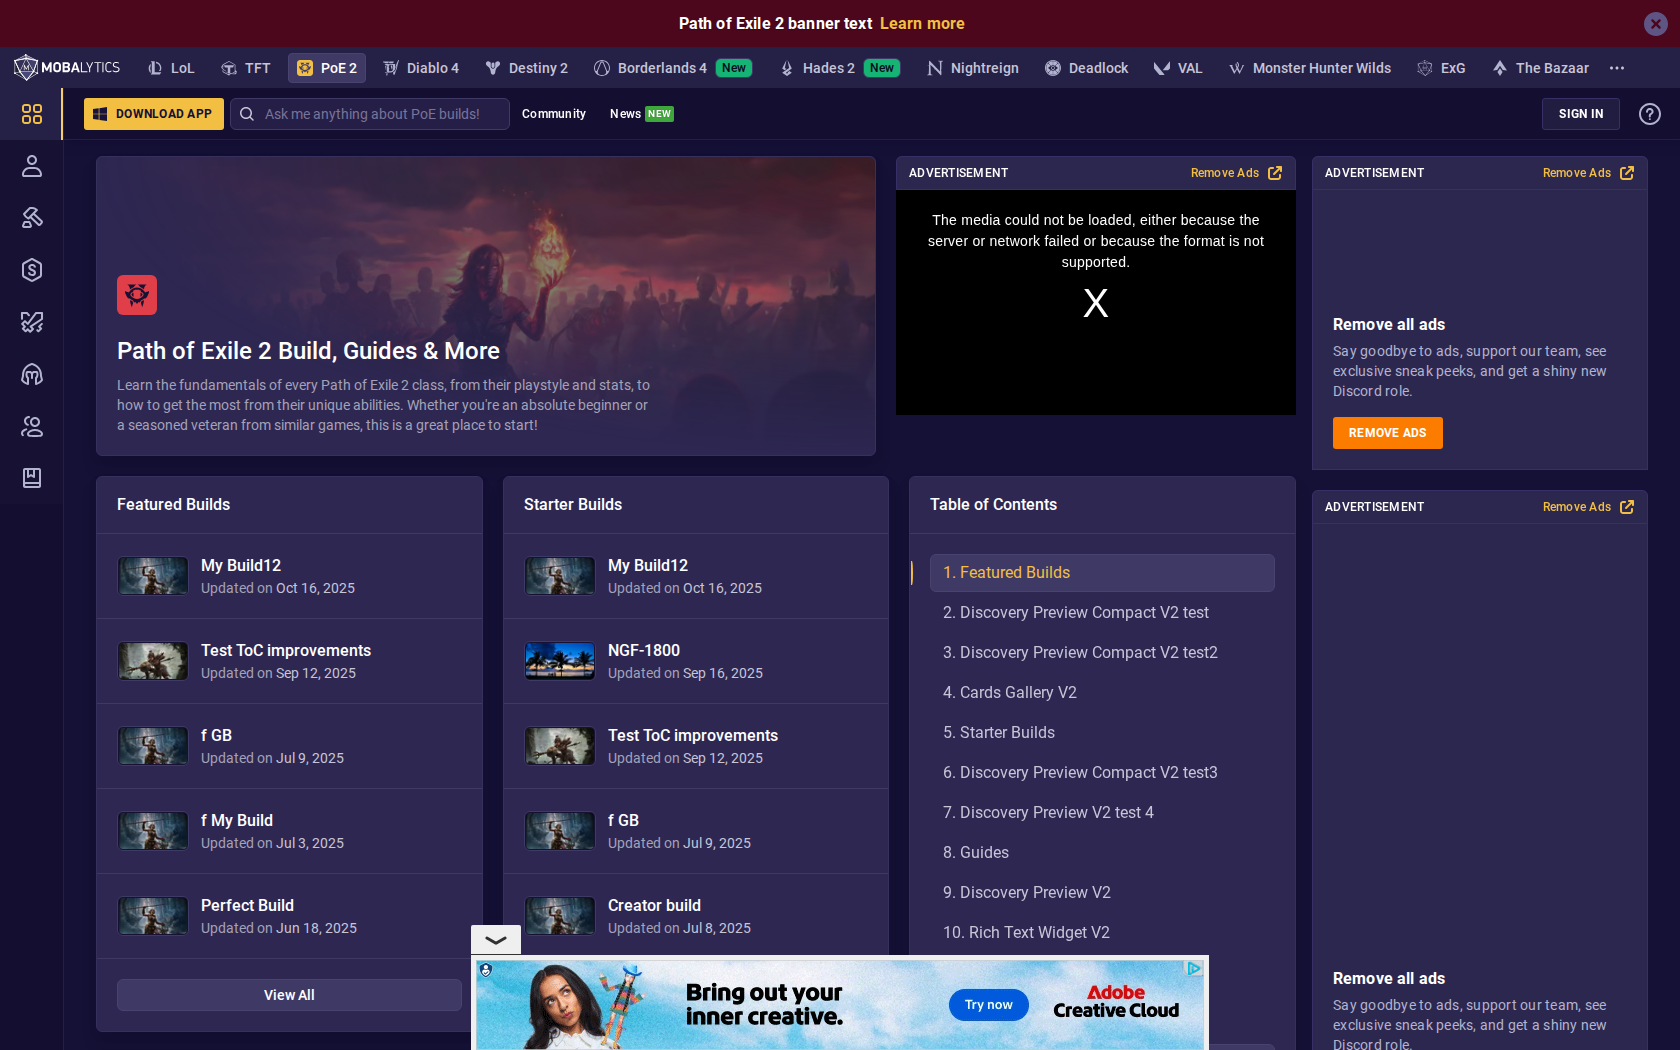 Path of Exile 2 banner text Learn more
MOBALYTICS
LoL
TFT
PoE 2
Diablo 4
Destiny 2
Borderlands 4 New
Hades 2 New
Nightreign
Deadlock
VAL
Monster Hunter Wilds
ExG
The Bazaar
DOWNLOAD APP
Ask me anything about PoE builds!
Community
News NEW
SIGN IN
Path of Exile 2 Build, Guides & More
Learn the fundamentals of every Path of Exile 2 class, from their playstyle and stats, to
how to get the most from their unique abilities. Whether you're an absolute beginner or
a seasoned veteran from similar games, this is a great place to start!
ADVERTISEMENT
Remove Ads
The media could not be loaded, either because the
server or network failed or because the format is not
supported.
X
ADVERTISEMENT
Remove Ads
Remove all ads
Say goodbye to ads, support our team, see
exclusive sneak peeks, and get a shiny new
Discord role.
REMOVE ADS
Featured Builds
My Build12
Updated on Oct 16, 2025
Test ToC improvements
Updated on Sep 12, 2025
f GB
Updated on Jul 9, 2025
f My Build
Updated on Jul 3, 2025
Perfect Build
Updated on Jun 18, 2025
View All
Starter Builds
My Build12
Updated on Oct 16, 2025
NGF-1800
Updated on Sep 16, 2025
Test ToC improvements
Updated on Sep 12, 2025
f GB
Updated on Jul 9, 2025
Creator build
Updated on Jul 8, 2025
Table of Contents
1. Featured Builds
2. Discovery Preview Compact V2 test
3. Discovery Preview Compact V2 test2
4. Cards Gallery V2
5. Starter Builds
6. Discovery Preview Compact V2 test3
7. Discovery Preview V2 test 4
8. Guides
9. Discovery Preview V2
10. Rich Text Widget V2
ADVERTISEMENT
Remove Ads
Remove all ads
Say goodbye to ads, support our team, see
exclusive sneak peeks, and get a shiny new
Discord role.
Bring out your
inner creative.
Try now
Adobe
Creative Cloud